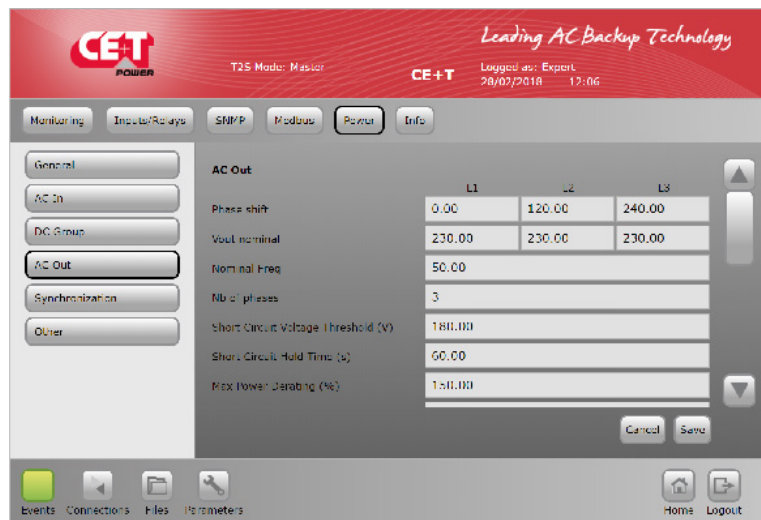 CE+T
POWER
Leading AC Backup Technology
T2S Mode: Master
CE+T
Logged as: Expert
28/02/2018 12:06
Monitoring
Inputs/Relays
SNMP
Modbus
Power
Info
General
AC In
DC Group
AC Out
Synchronization
Other
AC Out
L1 L2 L3
Phase shift 0.00 120.00 240.00
Vout nominal 230.00 230.00 230.00
Nominal Freq 50.00
Nb of phases 3
Short Circuit Voltage Threshold (V) 180.00
Short Circuit Hold Time (s) 60.00
Max Power Derating (%) 150.00
Cancel Save
Events Connections Files Parameters Home Logout